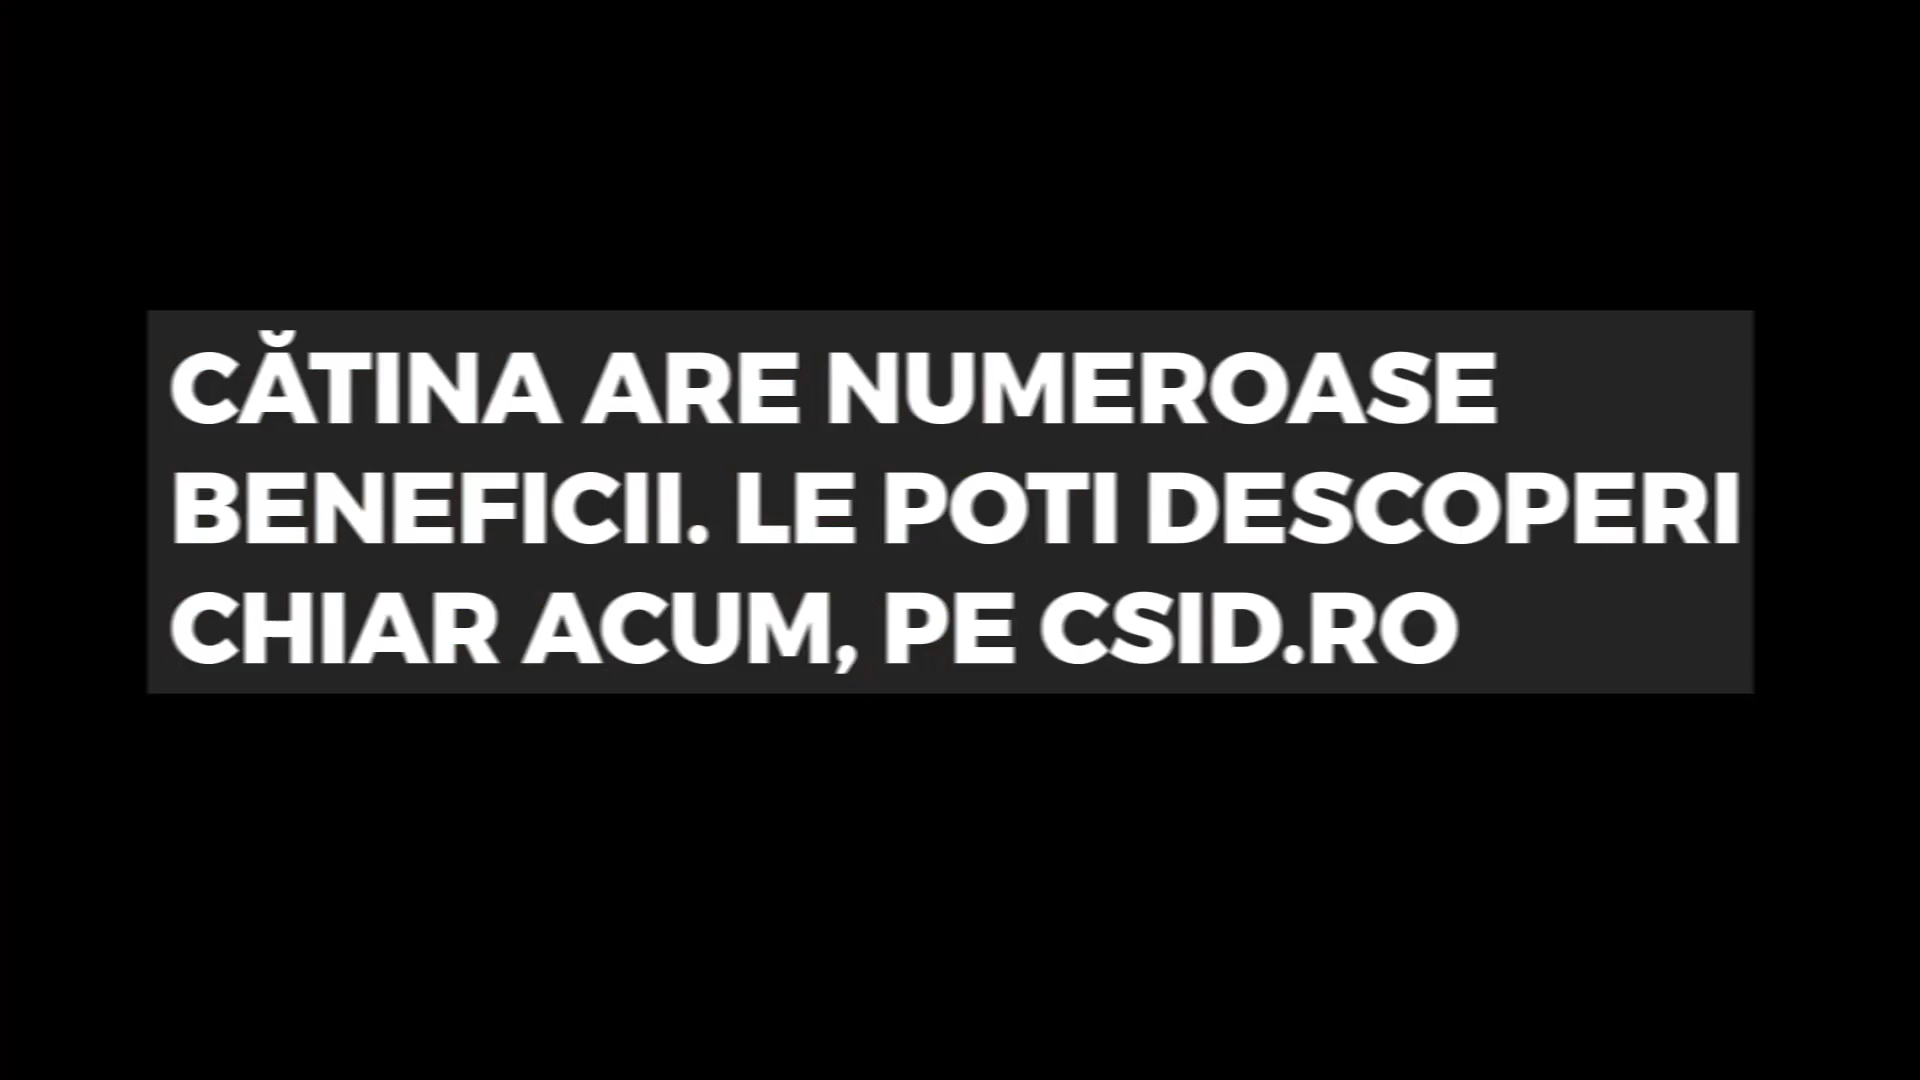 CĂTINA ARE NUMEROASE
BENEFICII. LE POTI DESCOPERI
CHIAR ACUM, PE CSID.RO